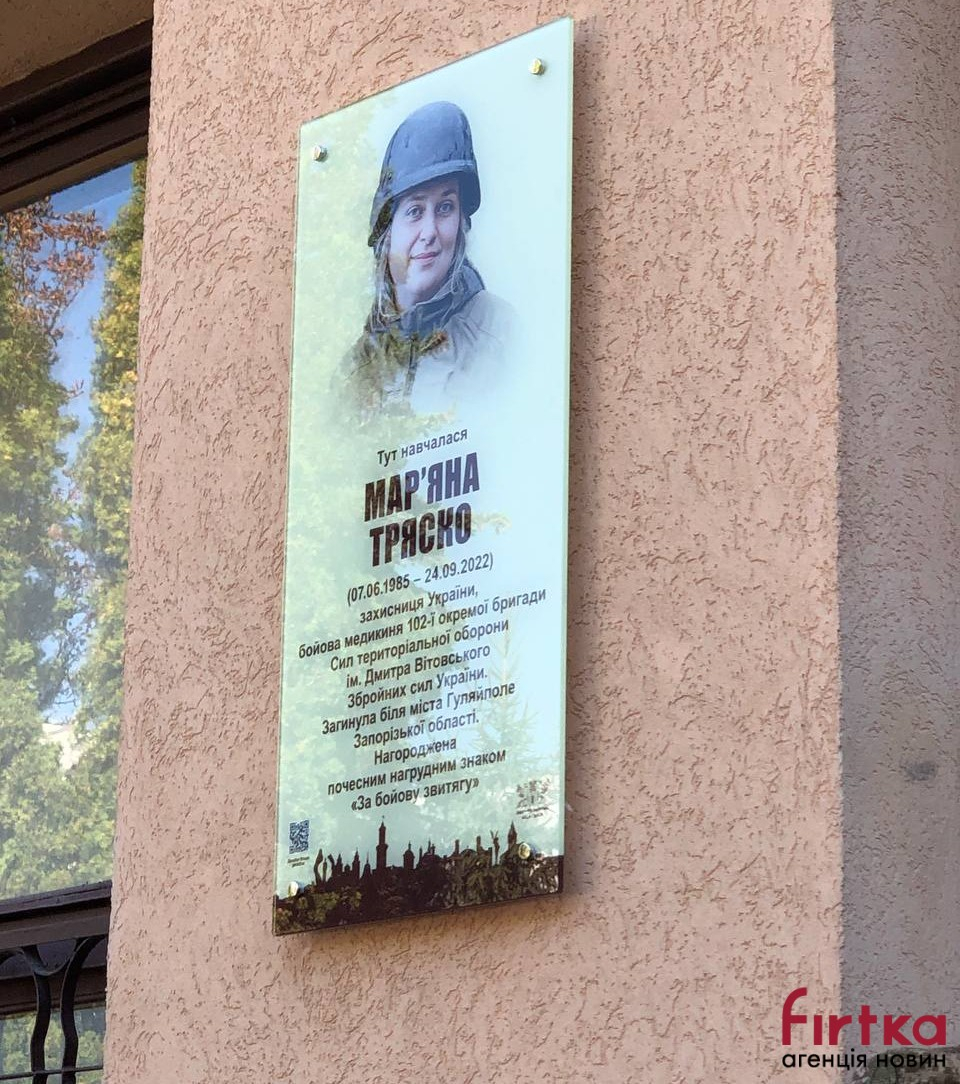 Тут навчалася
МАР'ЯНА
ТРЯСКО
(07.06.1985 – 24.09.2022)
захисниця України,
бойова медикиня 102-ї окремої бригади
Сил територіальної оборони
ім. Дмитра Вітовського
Збройних сил України.
Загинула біля міста Гуляйполе
Запорізької області.
Нагороджена
почесним нагрудним знаком
«За бойову звитягу»
firtka
агенція новин